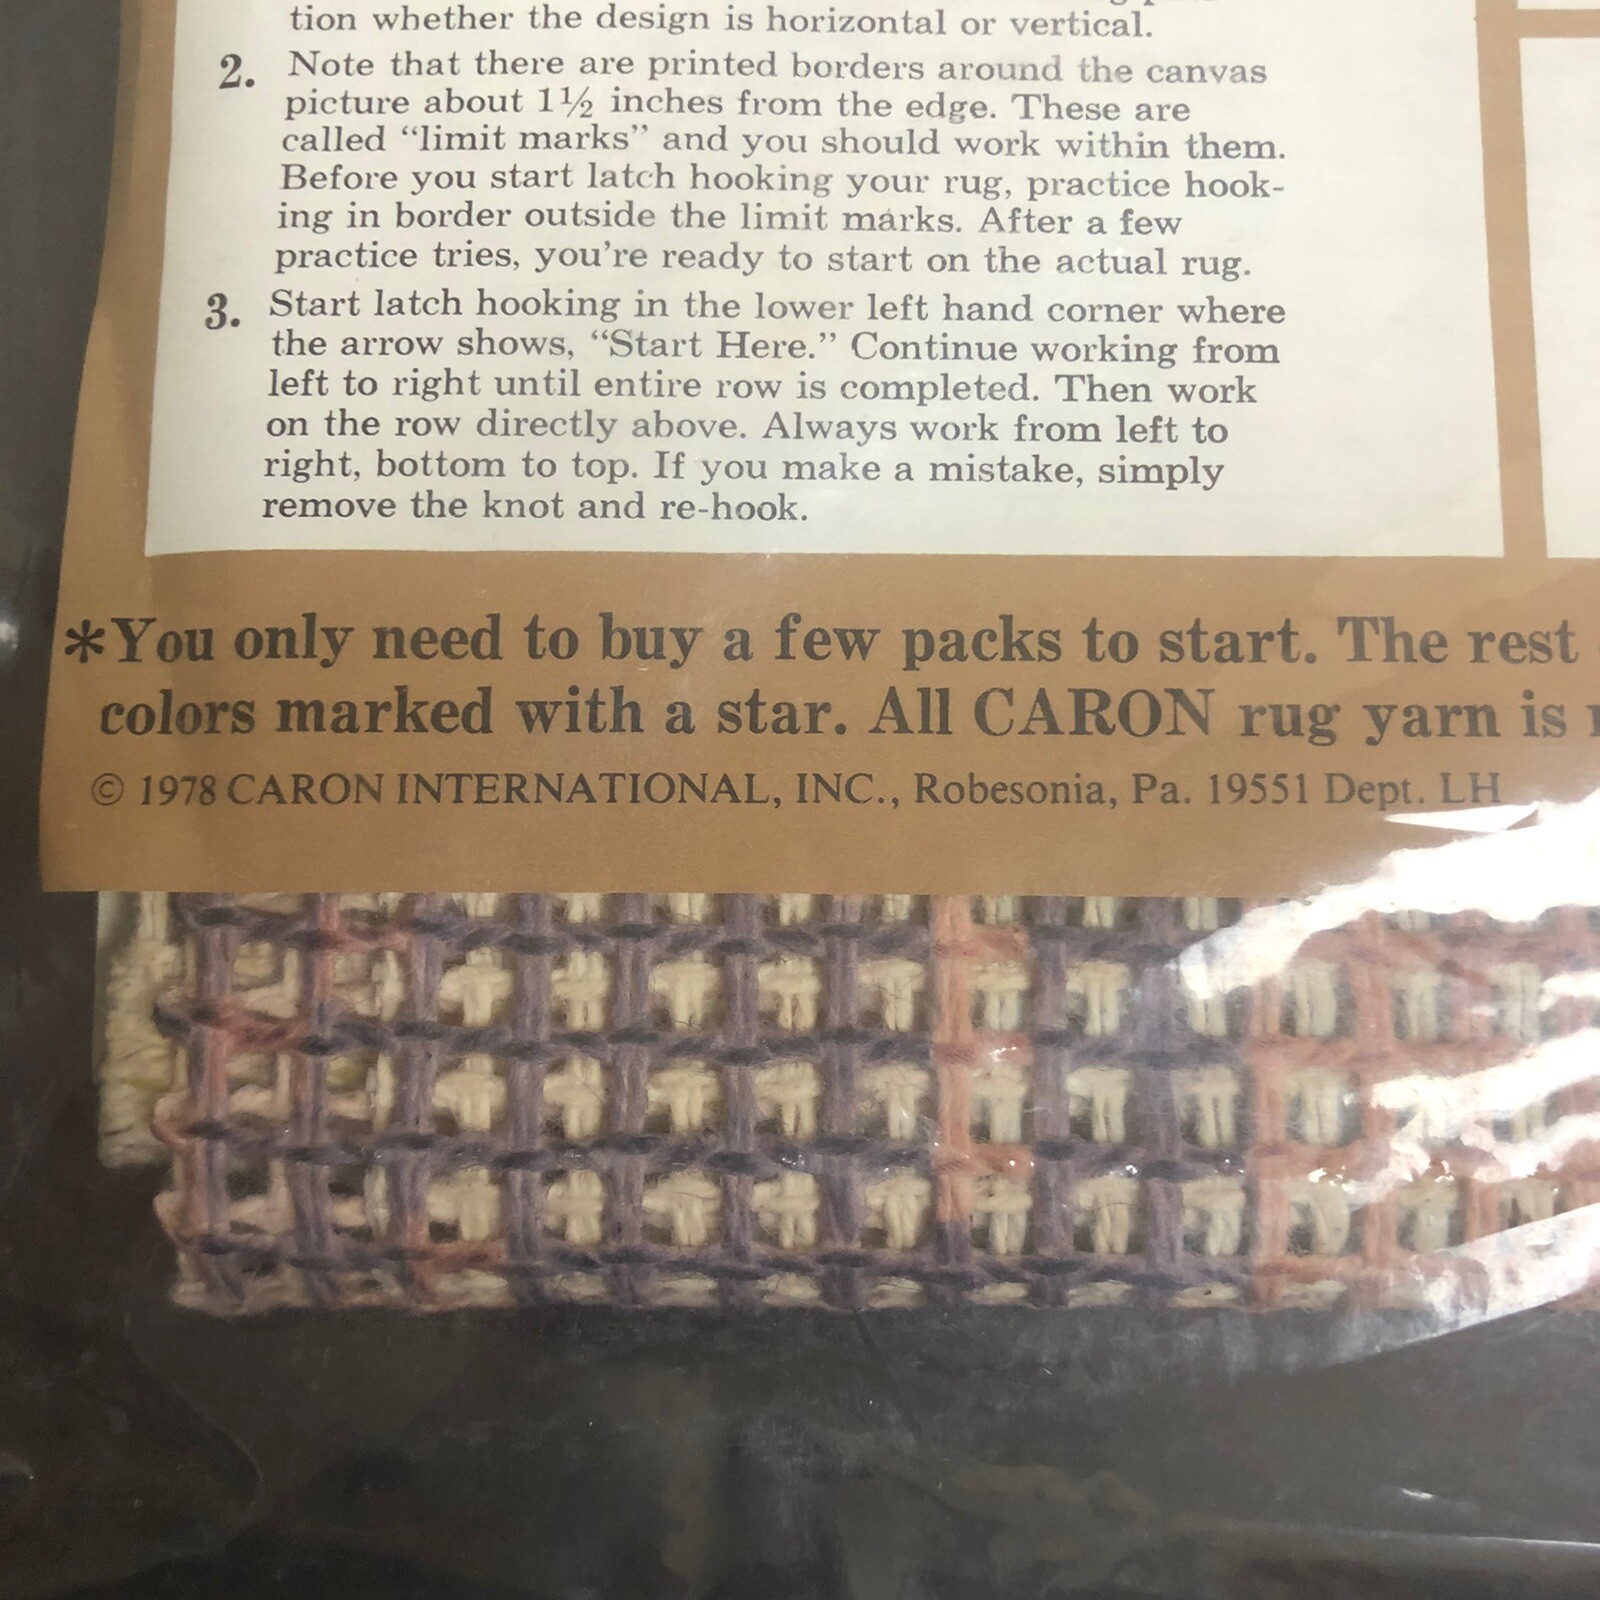 tion whether the design is horizontal or vertical.
2. Note that there are printed borders around the canvas
picture about 1½ inches from the edge. These are
called “limit marks” and you should work within them.
Before you start latch hooking your rug, practice hook-
ing in border outside the limit marks. After a few
practice tries, you're ready to start on the actual rug.
3. Start latch hooking in the lower left hand corner where
the arrow shows, “Start Here.” Continue working from
left to right until entire row is completed. Then work
on the row directly above. Always work from left to
right, bottom to top. If you make a mistake, simply
remove the knot and re-hook.
*You only need to buy a few packs to start. The rest
colors marked with a star. All CARON rug yarn is
© 1978 CARON INTERNATIONAL, INC., Robesonia, Pa. 19551 Dept. LH